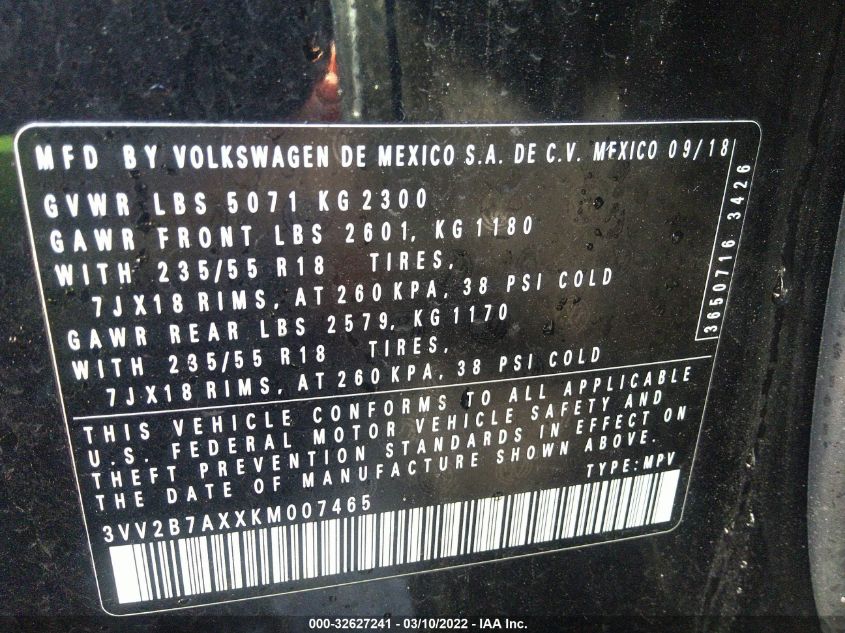 MFD BY VOLKSWAGEN DE MEXICO S.A. DE C.V. MEXICO 09/18
GVWR LBS 5071 KG 2300
GAWR FRONT LBS 2601, KG 1180
WITH 235/55 R18 TIRES,
7JX18 RIMS, AT 260 KPA, 38 PSI COLD
GAWR REAR LBS 2579, KG 1170
WITH 235/55 R18 TIRES,
7JX18 RIMS, AT 260 KPA, 38 PSI COLD
3650716 3426
THIS VEHICLE CONFORMS TO ALL APPLICABLE
U.S. FEDERAL MOTOR VEHICLE SAFETY AND
THEFT PREVENTION STANDARDS IN EFFECT ON
THE DATE OF MANUFACTURE SHOWN ABOVE.
TYPE: MPV
3VV2B7AXXKM007465
000-32627241 — 03/10/2022 — IAA Inc.